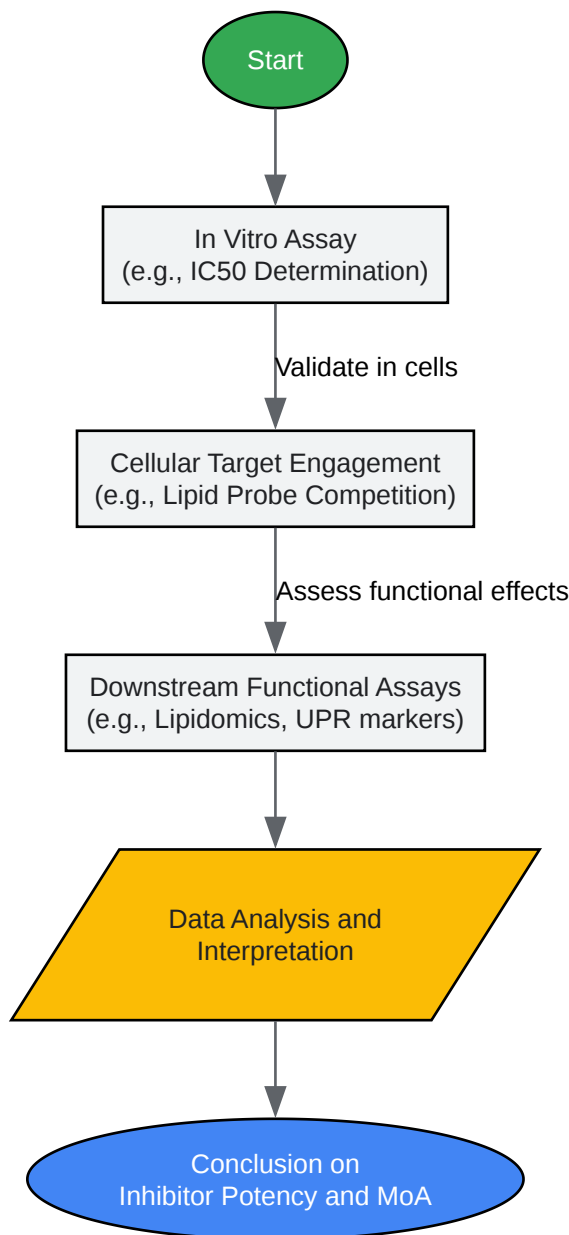 Start
In Vitro Assay
(e.g., IC50 Determination)
Validate in cells
Cellular Target Engagement
(e.g., Lipid Probe Competition)
Assess functional effects
Downstream Functional Assays
(e.g., Lipidomics, UPR markers)
Data Analysis and
Interpretation
Conclusion on
Inhibitor Potency and MoA